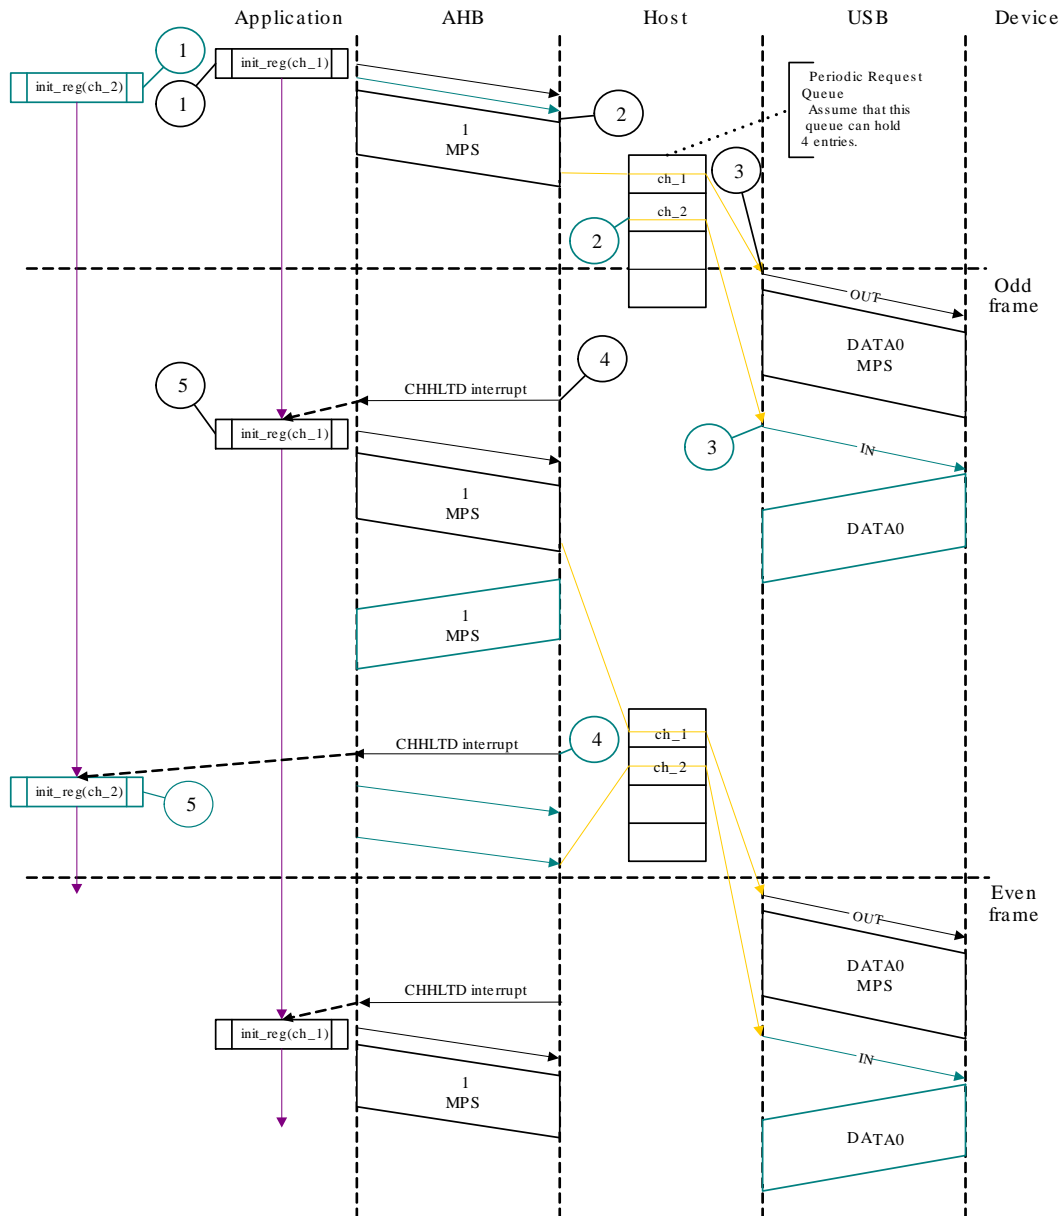 Application
AHB
Host
USB
Device
1
init_reg(ch_1)
init_reg(ch_2)
1
Periodic Request
Queue
Assume that this
queue can hold
4 entries.
2
1
MPS
3
ch_1
ch_2
2
Odd
frame
OUT
DATA0
MPS
4
CHHLTD interrupt
5
init_reg(ch_1)
3
IN
1
MPS
DATA0
1
MPS
ch_1
4
CHHLTD interrupt
ch_2
init_reg(ch_2)
5
Even
frame
OUT
DATA0
MPS
CHHLTD interrupt
init_reg(ch_1)
IN
1
MPS
DATA0